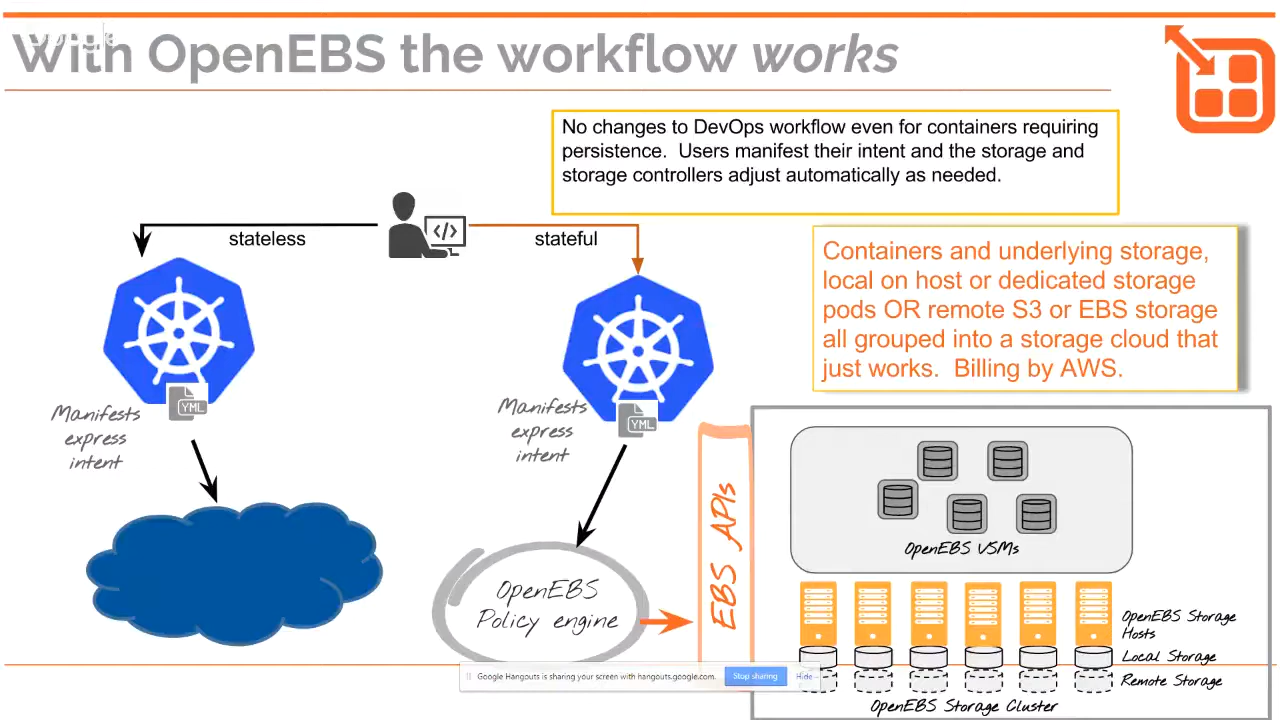 With OpenEBS the workflow works
No changes to DevOps workflow even for containers requiring
persistence. Users manifest their intent and the storage and
storage controllers adjust automatically as needed.
stateless
</>
stateful
Containers and underlying storage,
local on host or dedicated storage
pods OR remote S3 or EBS storage
all grouped into a storage cloud that
just works. Billing by AWS.
YML
Manifests
express
intent
YML
Manifests
express
intent
EBS APIs
OpenEBS
Policy engine
OpenEBS VSMs
OpenEBS Storage
Hosts
Local Storage
Remote Storage
OpenEBS Storage Cluster
Google Hangouts is sharing your screen with hangouts.google.com.
Stop sharing
Hide